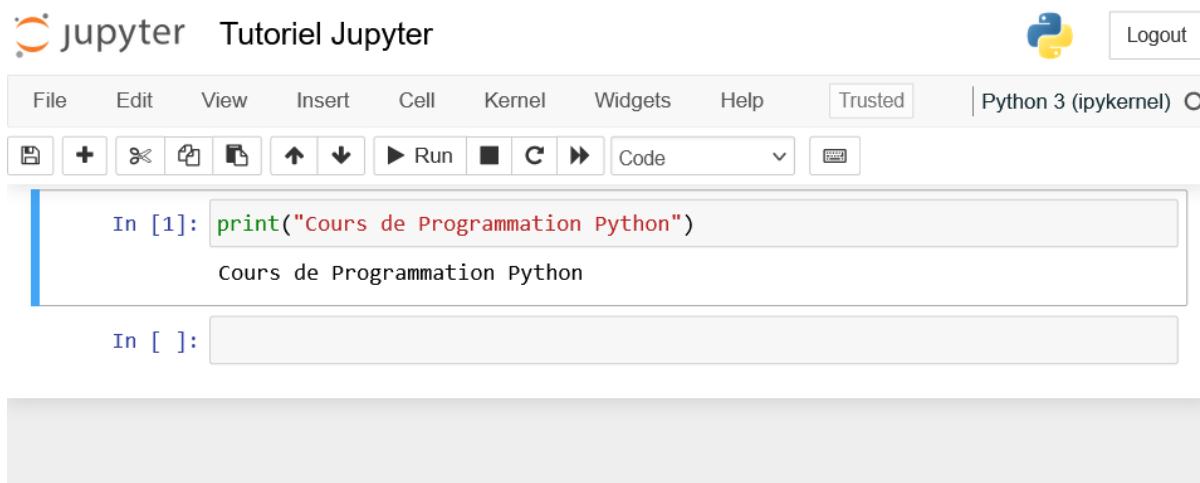 jupyter Tutoriel Jupyter Logout
File Edit View Insert Cell Kernel Widgets Help Trusted Python 3 (ipykernel)
Run Code
In [1]: print("Cours de Programmation Python")
Cours de Programmation Python
In [ ]: